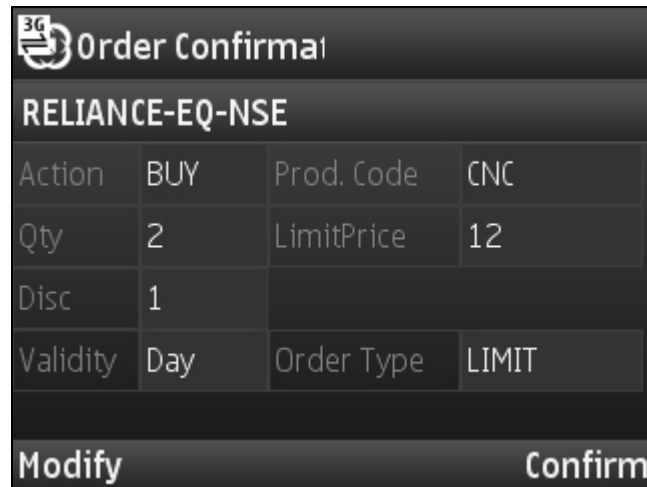 3G
Order Confirmat
RELIANCE-EQ-NSE
Action BUY Prod. Code CNC
Qty 2 LimitPrice 12
Disc 1
Validity Day Order Type LIMIT
Modify Confirm